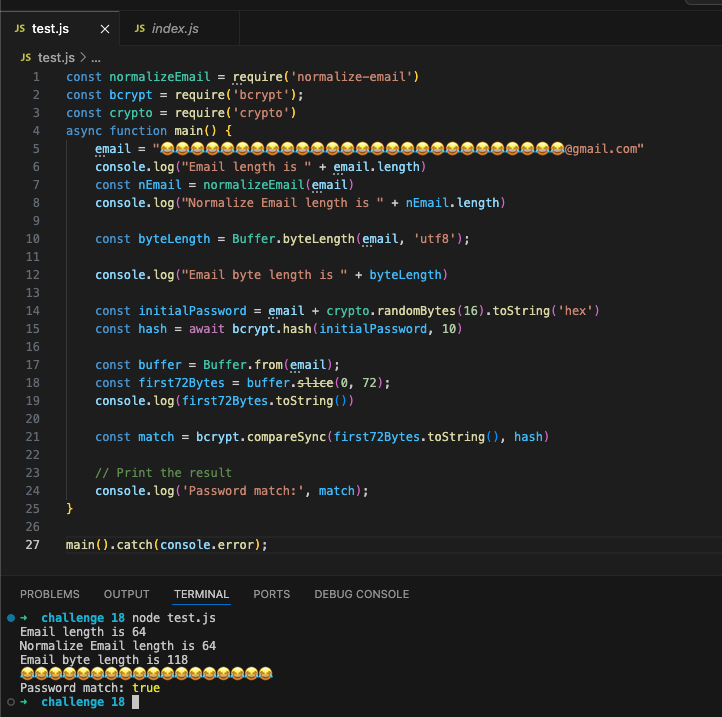 JS test.js × JS index.js
JS test.js > ...
1 const normalizeEmail = require('normalize-email')
2 const bcrypt = require('bcrypt');
3 const crypto = require('crypto')
4 async function main() {
5 email = "😂😂😂😂😂😂😂😂😂😂😂😂😂😂😂😂😂😂😂😂😂😂😂😂😂😂😂@gmail.com"
6 console.log("Email length is " + email.length)
7 const nEmail = normalizeEmail(email)
8 console.log("Normalize Email length is " + nEmail.length)
9
10 const byteLength = Buffer.byteLength(email, 'utf8');
11
12 console.log("Email byte length is " + byteLength)
13
14 const initialPassword = email + crypto.randomBytes(16).toString('hex')
15 const hash = await bcrypt.hash(initialPassword, 10)
16
17 const buffer = Buffer.from(email);
18 const first72Bytes = buffer.slice(0, 72);
19 console.log(first72Bytes.toString())
20
21 const match = bcrypt.compareSync(first72Bytes.toString(), hash)
22
23 // Print the result
24 console.log('Password match:', match);
25 }
26
27 main().catch(console.error);
PROBLEMS OUTPUT TERMINAL PORTS DEBUG CONSOLE
➜ challenge 18 node test.js
Email length is 64
Normalize Email length is 64
Email byte length is 118
😂😂😂😂😂😂😂😂😂😂😂😂😂😂😂😂😂😂
Password match: true
➜ challenge 18